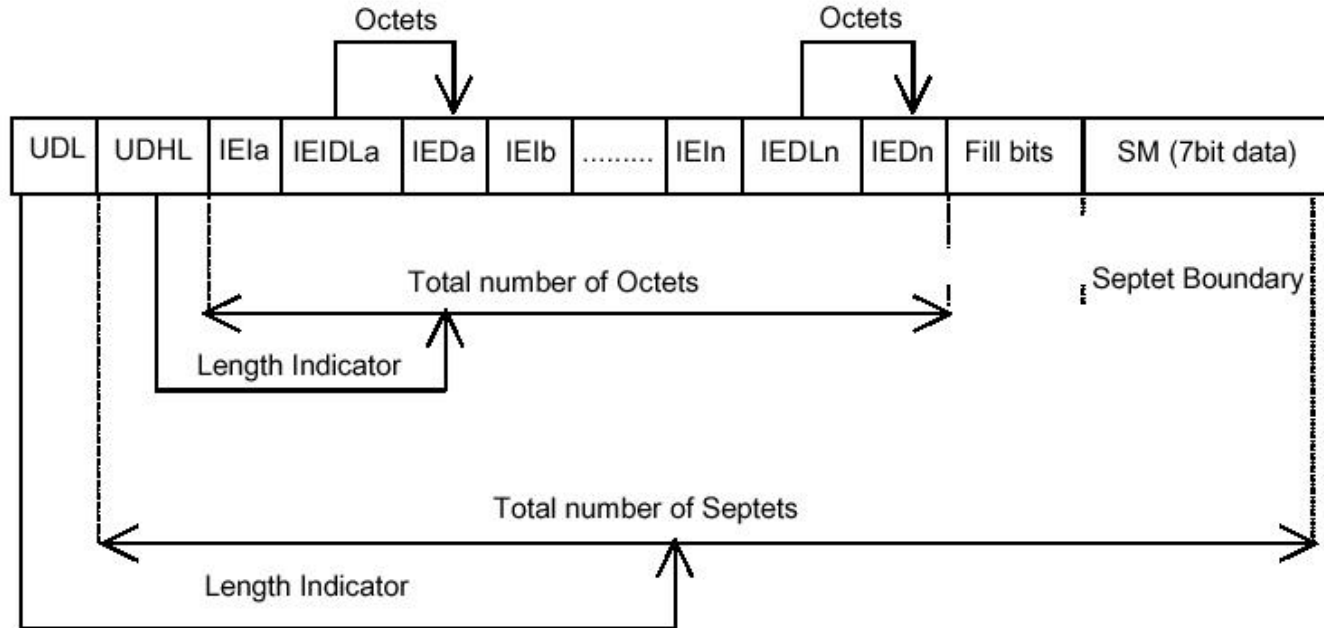 Octets Octets
UDL UDHL IEIa IEIDLa IEDa IEIb ......... IEIn IEDLn IEDn Fill bits SM (7bit data)
Total number of Octets
Septet Boundary
Length Indicator
Total number of Septets
Length Indicator